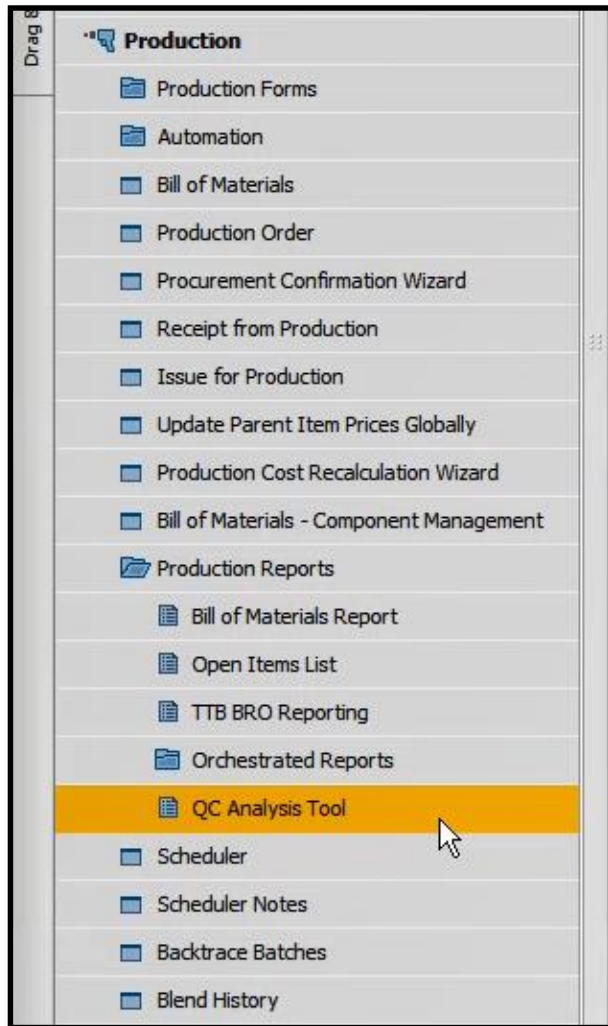 Drag
Production
Production Forms
Automation
Bill of Materials
Production Order
Procurement Confirmation Wizard
Receipt from Production
Issue for Production
Update Parent Item Prices Globally
Production Cost Recalculation Wizard
Bill of Materials - Component Management
Production Reports
Bill of Materials Report
Open Items List
TTB BRO Reporting
Orchestrated Reports
QC Analysis Tool
Scheduler
Scheduler Notes
Backtrace Batches
Blend History